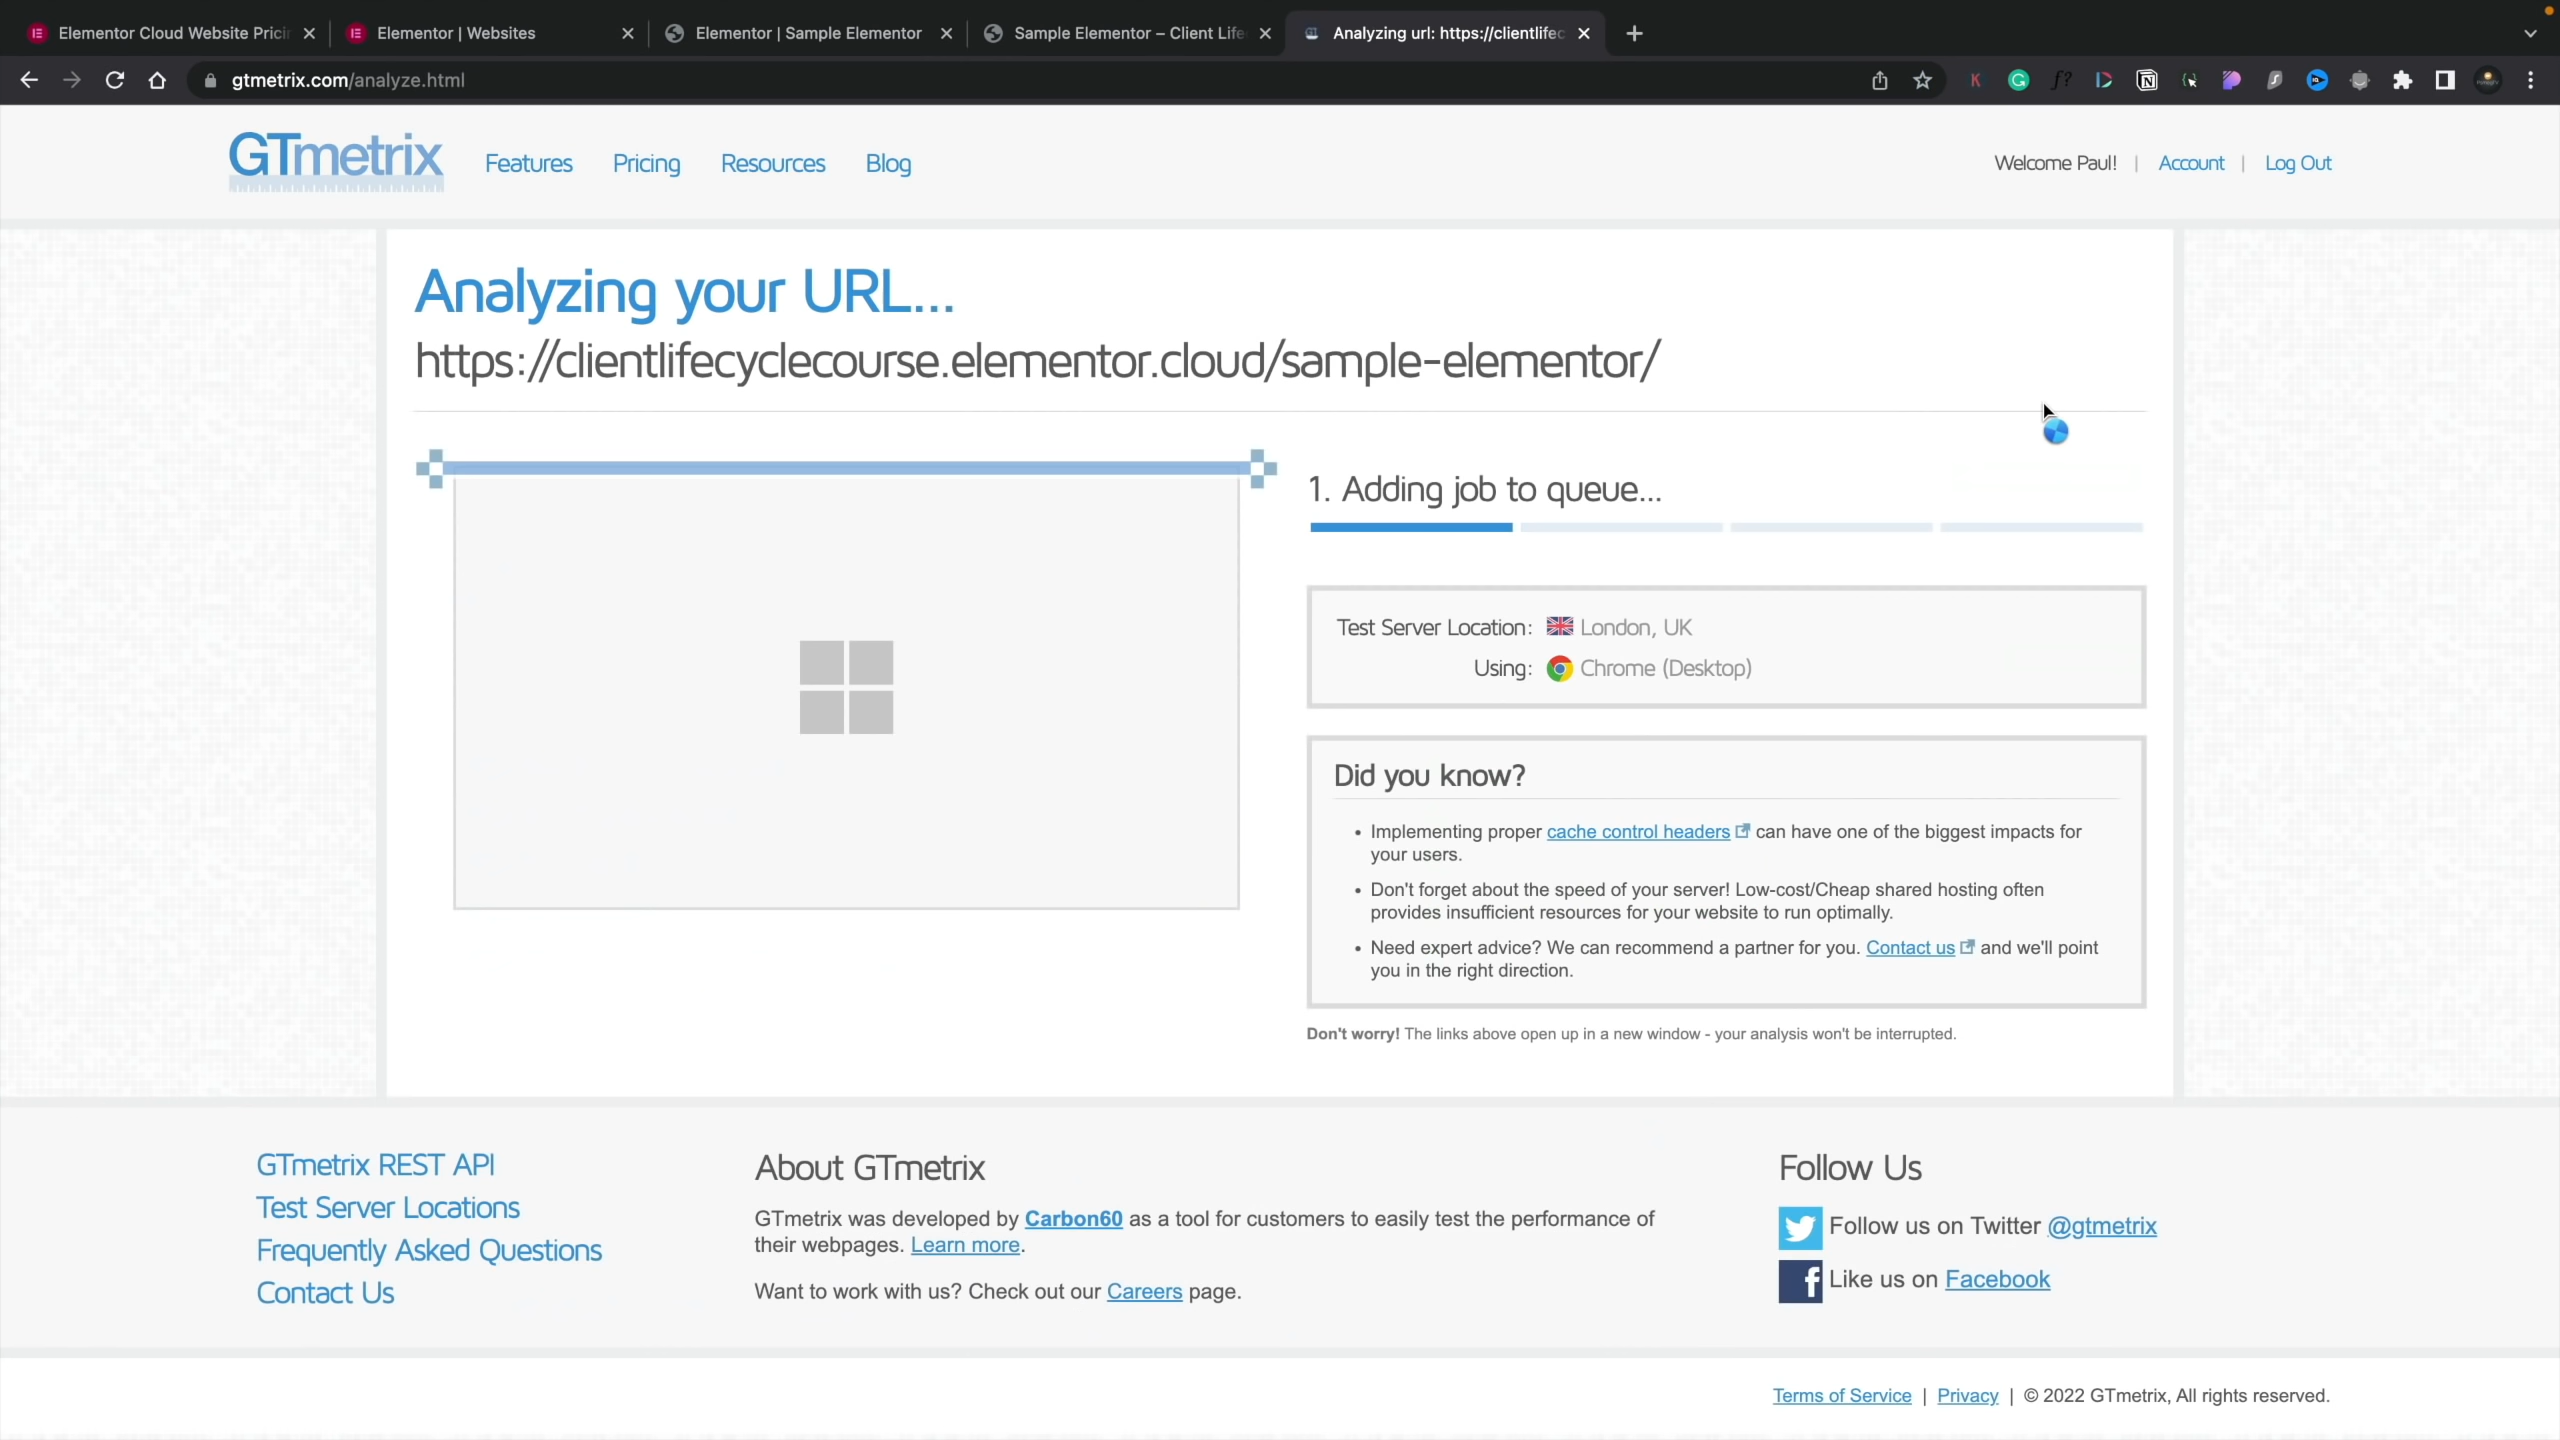 Elementor Cloud Website Prici
Elementor | Websites
Elementor | Sample Elementor
Sample Elementor – Client Life
Analyzing url: https://clientlifec
gtmetrix.com/analyze.html
GTmetrix
Features
Pricing
Resources
Blog
Welcome Paul! | Account | Log Out
Analyzing your URL...
https://clientlifecyclecourse.elementor.cloud/sample-elementor/
1. Adding job to queue...
Test Server Location: London, UK
Using: Chrome (Desktop)
Did you know?
• Implementing proper cache control headers can have one of the biggest impacts for
your users.
• Don't forget about the speed of your server! Low-cost/Cheap shared hosting often
provides insufficient resources for your website to run optimally.
• Need expert advice? We can recommend a partner for you. Contact us and we'll point
you in the right direction.
Don't worry! The links above open up in a new window - your analysis won't be interrupted.
GTmetrix REST API
Test Server Locations
Frequently Asked Questions
Contact Us
About GTmetrix
GTmetrix was developed by Carbon60 as a tool for customers to easily test the performance of
their webpages. Learn more.
Want to work with us? Check out our Careers page.
Follow Us
Follow us on Twitter @gtmetrix
Like us on Facebook
Terms of Service | Privacy | © 2022 GTmetrix, All rights reserved.